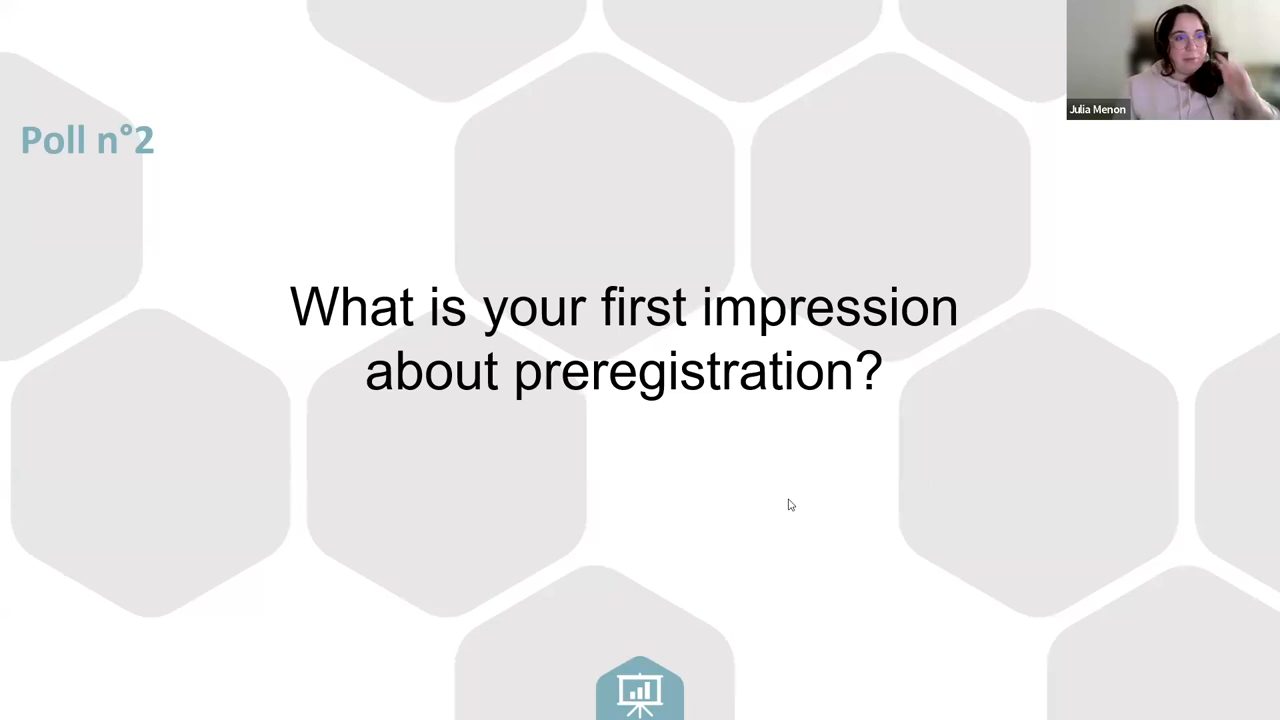 Julia Menon
Poll n°2
What is your first impression
about preregistration?